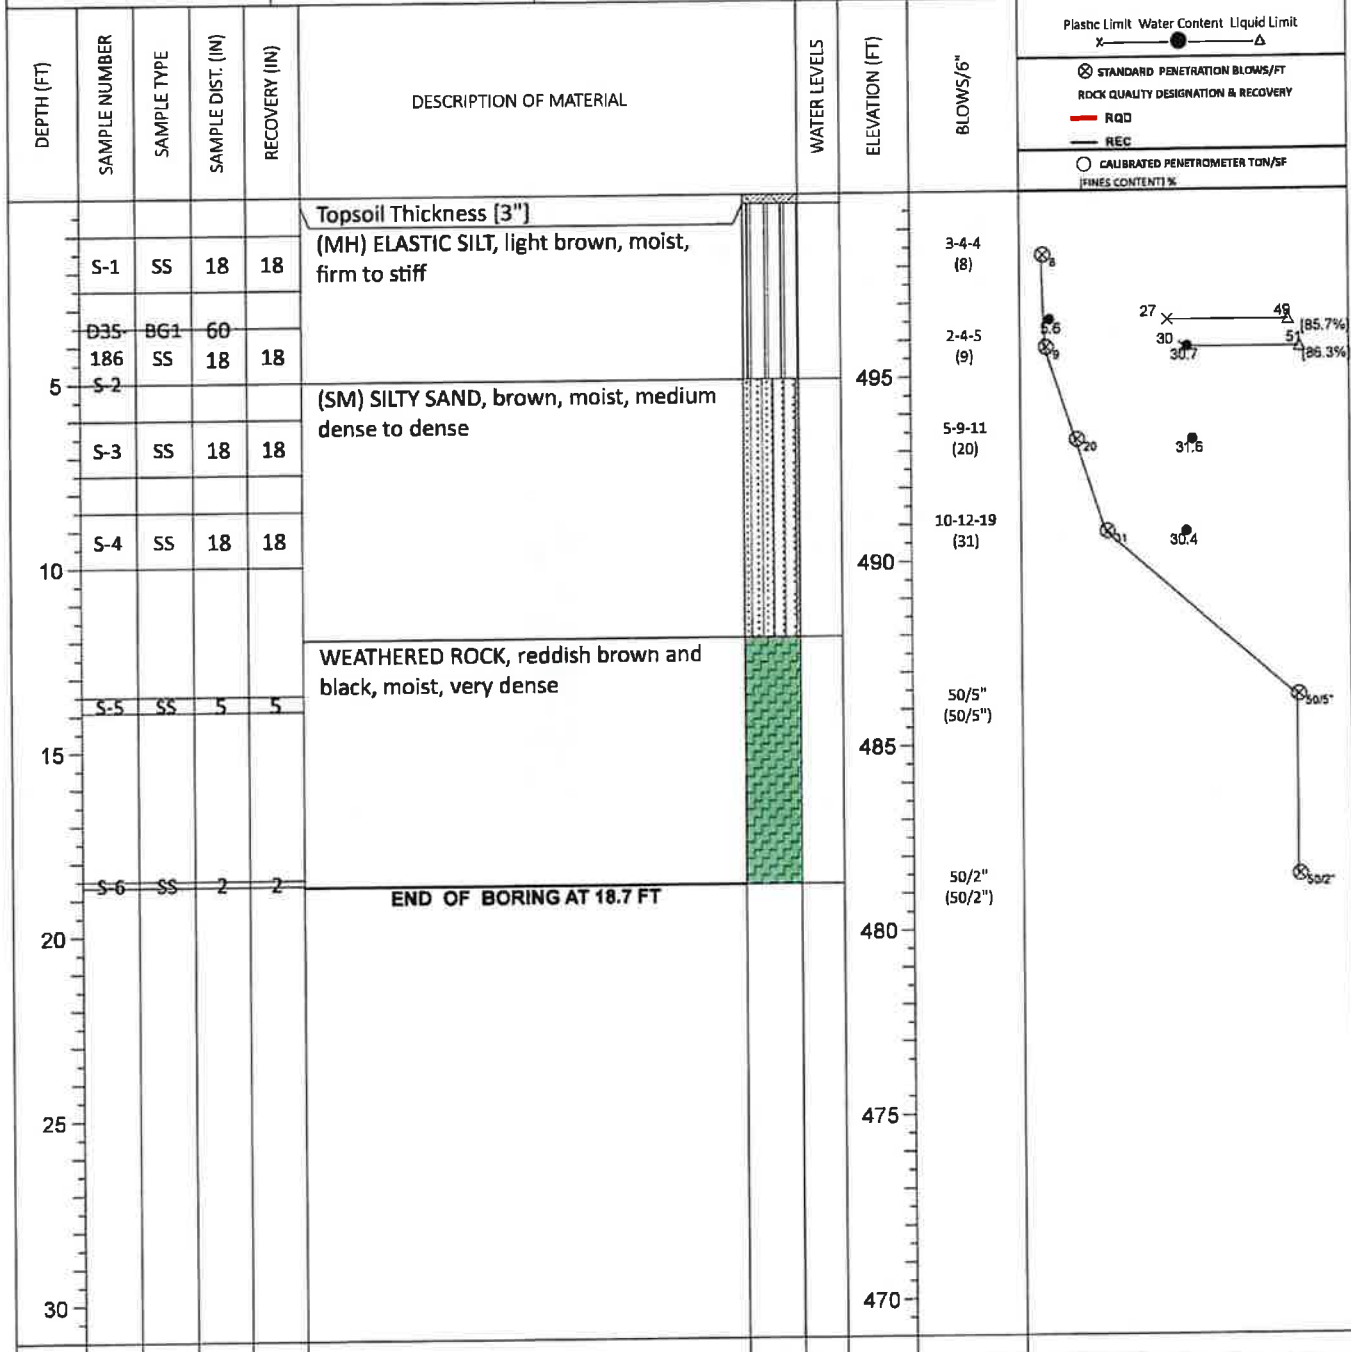 DEPTH (FT)
SAMPLE NUMBER
SAMPLE TYPE
SAMPLE DIST. (IN)
RECOVERY (IN)
DESCRIPTION OF MATERIAL
WATER LEVELS
ELEVATION (FT)
BLOWS/6"
Plastic Limit Water Content Liquid Limit
STANDARD PENETRATION BLOWS/FT
ROCK QUALITY DESIGNATION & RECOVERY
RQD
REC
CALIBRATED PENETROMETER TON/SF
[FINES CONTENT] %
Topsoil Thickness [3"]
(MH) ELASTIC SILT, light brown, moist,
firm to stiff
S-1 SS 18 18
3-4-4
(8)
8
D3S- BG1 60
186 SS 18 18
S-2
2-4-5
(9)
5.6
9
27
49
[85.7%]
30
30.7
51
[86.3%]
5
495
(SM) SILTY SAND, brown, moist, medium
dense to dense
S-3 SS 18 18
5-9-11
(20)
20
31.6
S-4 SS 18 18
10-12-19
(31)
31
30.4
10
490
WEATHERED ROCK, reddish brown and
black, moist, very dense
S-5 SS 5 5
50/5"
(50/5")
50/5"
15
485
S-6 SS 2 2
50/2"
(50/2")
50/2"
END OF BORING AT 18.7 FT
20
480
25
475
30
470